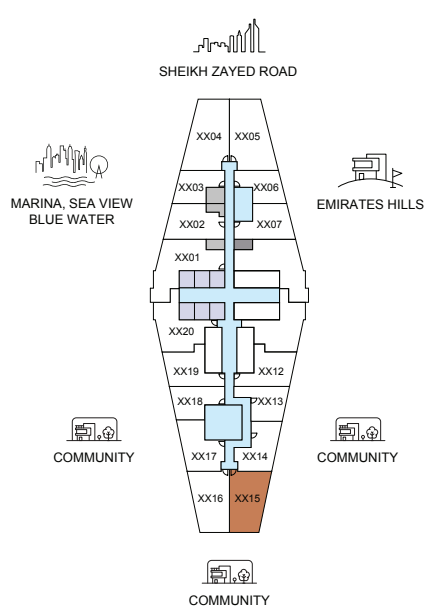 SHEIKH ZAYED ROAD
XX04
XX05
MARINA, SEA VIEW
BLUE WATER
XX03
XX06
EMIRATES HILLS
XX02
XX07
XX01
XX20
XX19
XX12
XX18
XX13
COMMUNITY
XX17
XX14
COMMUNITY
XX16
XX15
COMMUNITY